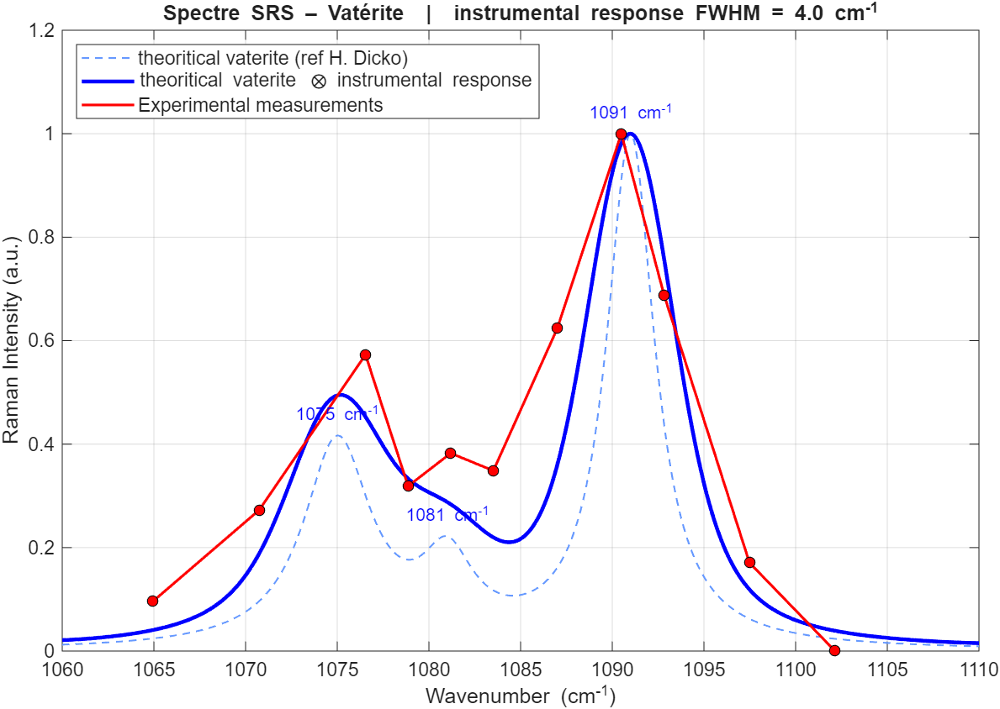 Spectre SRS – Vatérite | instrumental response FWHM = 4.0 cm⁻¹
1.2
theoritical vaterite (ref H. Dicko)
theoritical vaterite ⊗ instrumental response
Experimental measurements
1091 cm⁻¹
1
0.8
0.6
1075 cm⁻¹
0.4
1081 cm⁻¹
0.2
0
Raman Intensity (a.u.)
1060 1065 1070 1075 1080 1085 1090 1095 1100 1105 1110
Wavenumber (cm⁻¹)